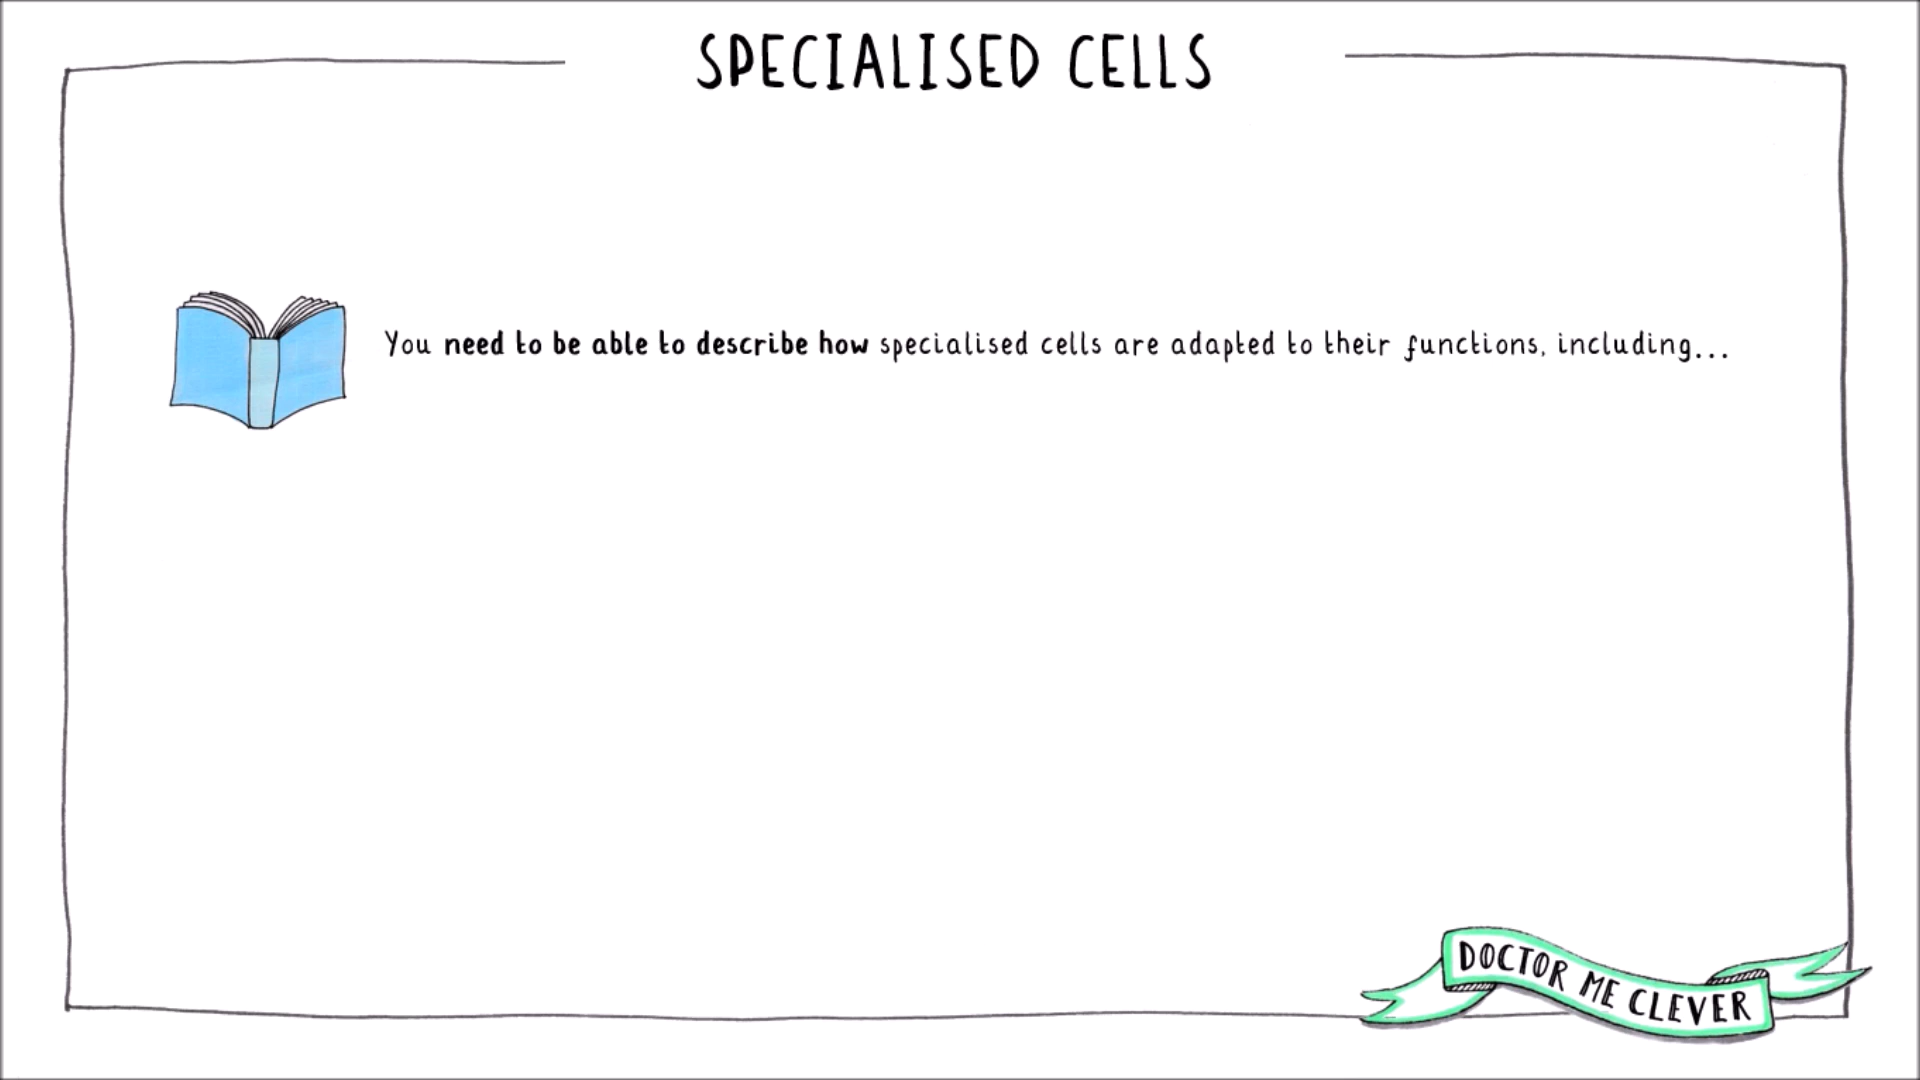 SPECIALISED CELLS
You need to be able to describe how specialised cells are adapted to their functions, including...
DOCTOR ME CLEVER